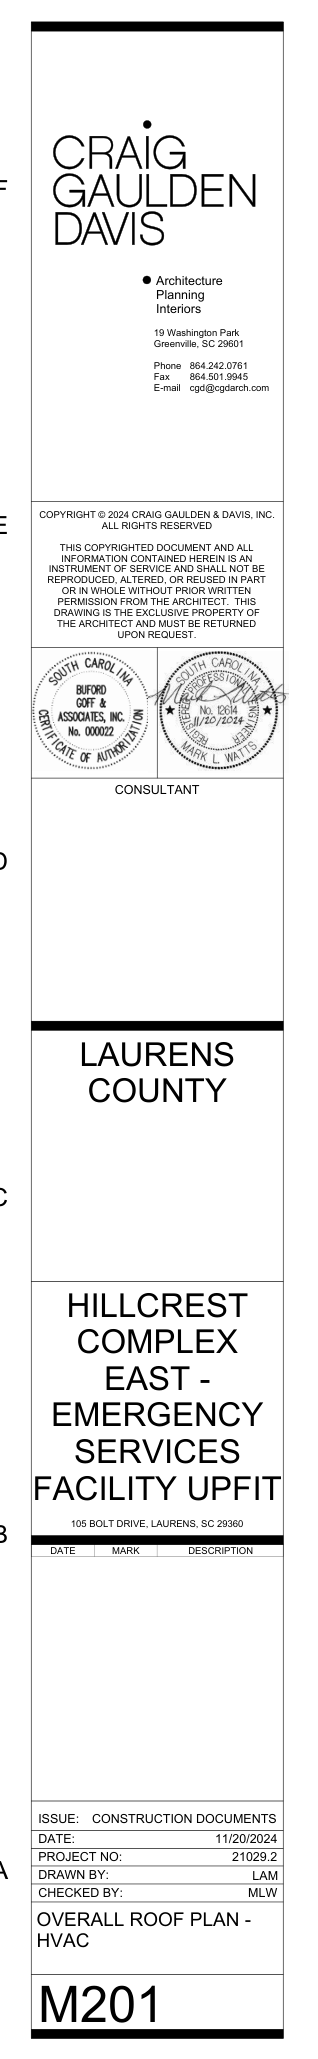 F
CRAIG
GAULDEN
DAVIS
Architecture
Planning
Interiors
19 Washington Park
Greenville, SC 29601
Phone 864.242.0761
Fax 864.501.9945
E-mail cgd@cgdarch.com
E
COPYRIGHT © 2024 CRAIG GAULDEN & DAVIS, INC.
ALL RIGHTS RESERVED
THIS COPYRIGHTED DOCUMENT AND ALL
INFORMATION CONTAINED HEREIN IS AN
INSTRUMENT OF SERVICE AND SHALL NOT BE
REPRODUCED, ALTERED, OR REUSED IN PART
OR IN WHOLE WITHOUT PRIOR WRITTEN
PERMISSION FROM THE ARCHITECT. THIS
DRAWING IS THE EXCLUSIVE PROPERTY OF
THE ARCHITECT AND MUST BE RETURNED
UPON REQUEST.
SOUTH CAROLINA
BUFORD
GOFF &
ASSOCIATES, INC.
No. 000022
CERTIFICATE OF AUTHORIZATION
SOUTH CAROLINA
REGISTERED PROFESSIONAL ENGINEER
No. 12614
11/20/2024
MARK L. WATTS
Mark L Watts
CONSULTANT
D
LAURENS
COUNTY
C
HILLCREST
COMPLEX
EAST -
EMERGENCY
SERVICES
FACILITY UPFIT
105 BOLT DRIVE, LAURENS, SC 29360
B
DATE MARK DESCRIPTION
ISSUE: CONSTRUCTION DOCUMENTS
DATE: 11/20/2024
PROJECT NO: 21029.2
DRAWN BY: LAM
CHECKED BY: MLW
A
OVERALL ROOF PLAN -
HVAC
M201